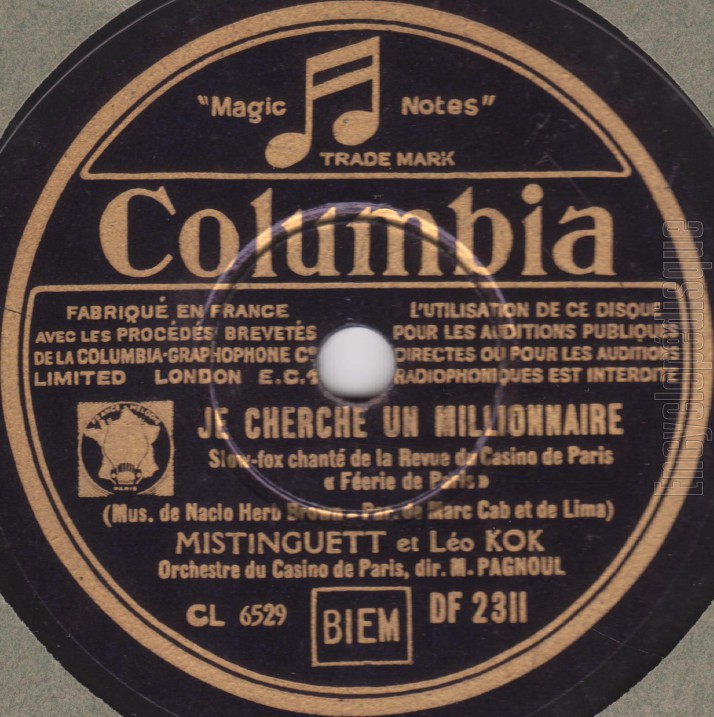 "Magic Notes"
TRADE MARK
Columbia
FABRIQUÉ EN FRANCE
AVEC LES PROCÉDÉS BREVETÉS
DE LA COLUMBIA-GRAPHOPHONE Cº
LIMITED LONDON E.C.1
L'UTILISATION DE CE DISQUE
POUR LES AUDITIONS PUBLIQUES
DIRECTES OU POUR LES AUDITIONS
RADIOPHONIQUES EST INTERDITE
FRANCE MÉLODIE
PARIS
JE CHERCHE UN MILLIONNAIRE
Slow-fox chanté de la Revue du Casino de Paris
« Féerie de Paris »
(Mus. de Nacio Herb Brown - Par. de Marc Cab et de Lima)
MISTINGUETT et Léo KOK
Orchestre du Casino de Paris, dir. M. PAGNOUL
CL 6529
BIEM
DF 2311
Encyclopédisque